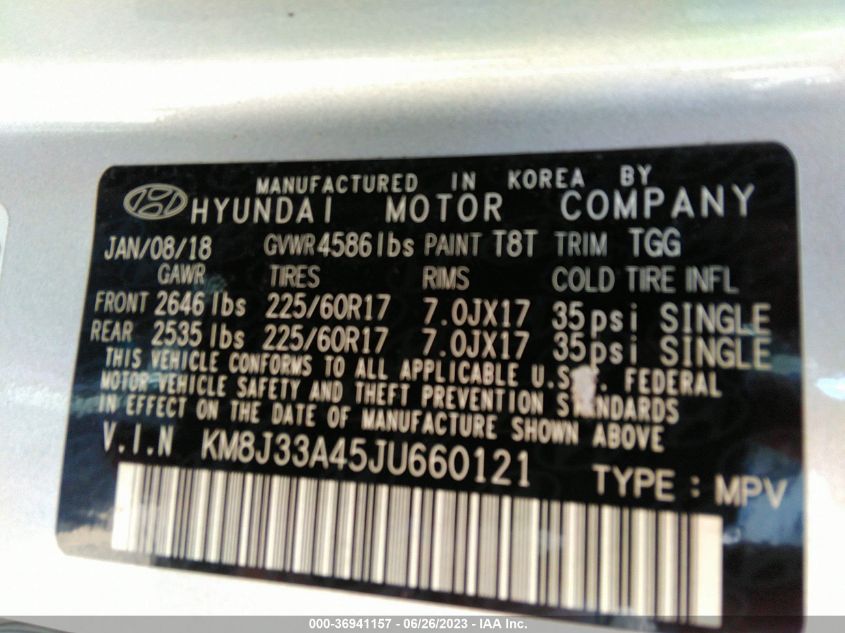 MANUFACTURED IN KOREA BY
HYUNDAI MOTOR COMPANY
JAN/08/18 GVWR 4586 lbs PAINT T8T TRIM TGG
GAWR TIRES RIMS COLD TIRE INFL
FRONT 2646 lbs 225/60R17 7.0JX17 35psi SINGLE
REAR 2535 lbs 225/60R17 7.0JX17 35psi SINGLE
THIS VEHICLE CONFORMS TO ALL APPLICABLE U.S. FEDERAL
MOTOR VEHICLE SAFETY AND THEFT PREVENTION STANDARDS
IN EFFECT ON THE DATE OF MANUFACTURE SHOWN ABOVE
V.I.N KM8J33A45JU660121 TYPE : MPV
000-36941157 - 06/26/2023 - IAA Inc.